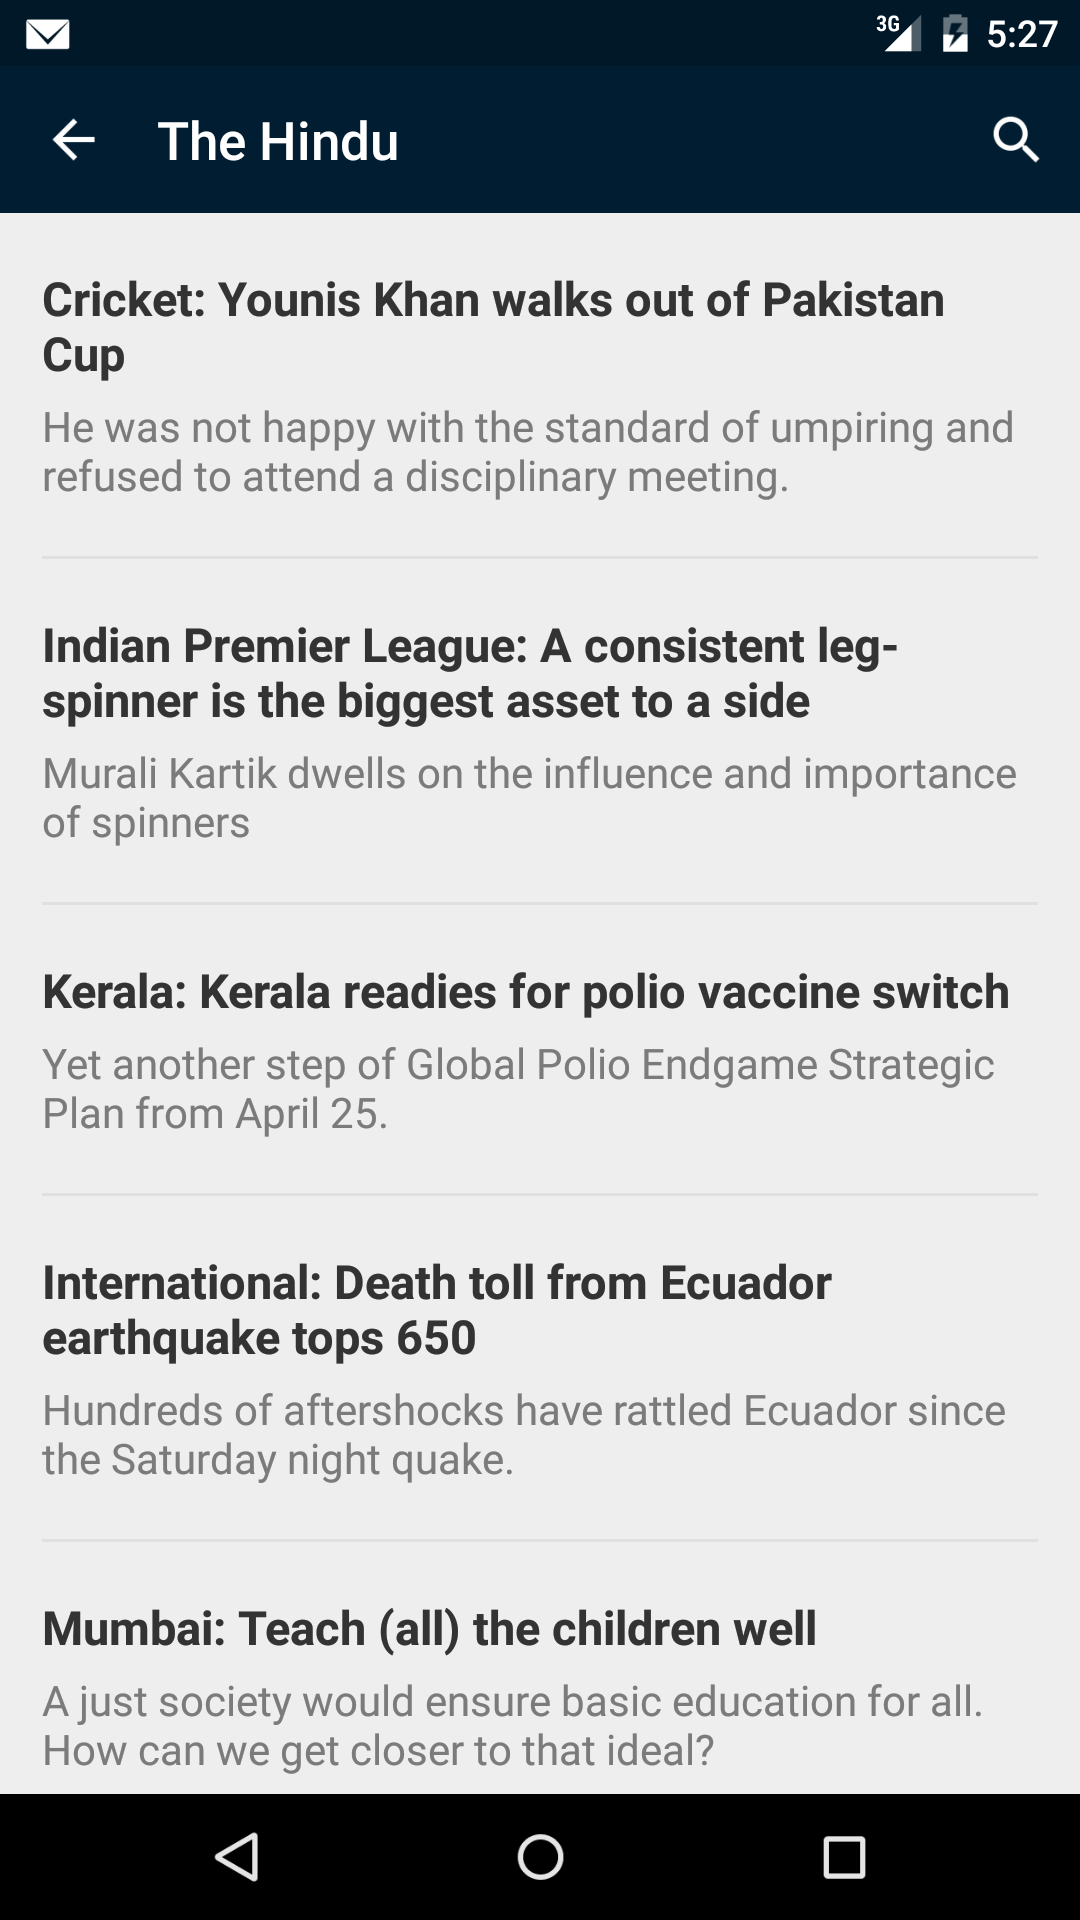 3G 5:27
The Hindu
Cricket: Younis Khan walks out of Pakistan
Cup
He was not happy with the standard of umpiring and
refused to attend a disciplinary meeting.
Indian Premier League: A consistent leg-
spinner is the biggest asset to a side
Murali Kartik dwells on the influence and importance
of spinners
Kerala: Kerala readies for polio vaccine switch
Yet another step of Global Polio Endgame Strategic
Plan from April 25.
International: Death toll from Ecuador
earthquake tops 650
Hundreds of aftershocks have rattled Ecuador since
the Saturday night quake.
Mumbai: Teach (all) the children well
A just society would ensure basic education for all.
How can we get closer to that ideal?